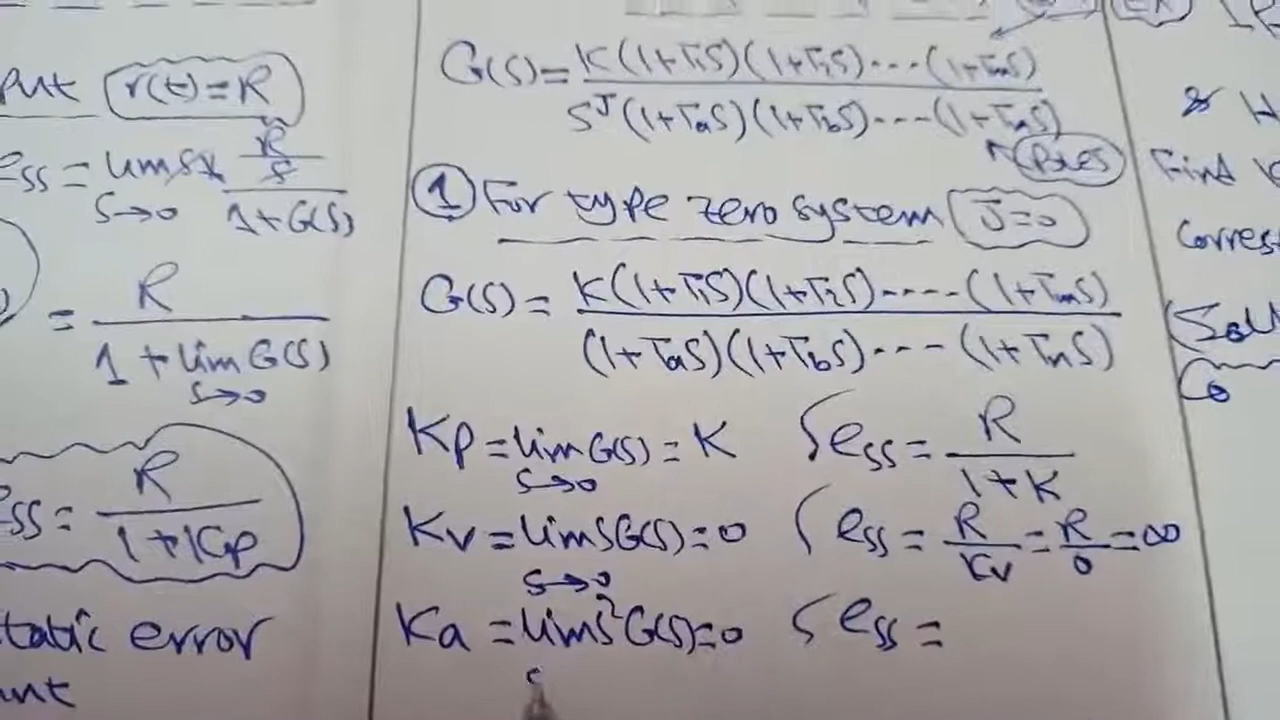 put r(t)=R
ess = lim s* R/s / 1+G(s)
s→0
= R / 1 + lim G(s)
s→0
ess = R / 1+Kp
static error
G(s) = K(1+T1S)(1+T2S)----(1+TmS) / S^J(1+TaS)(1+TbS)----(1+TnS)
Poles
① For type zero system J=0
G(s) = K(1+T1S)(1+T2S)-----(1+TmS) / (1+TaS)(1+TbS)---- (1+TnS)
Kp = lim G(s) = K ess = R / 1+K
s→0
Kv = lim SG(s) = 0 ess = R/Kv = R/0 = ∞
s→0
Ka = lim S²G(s) = 0 ess =
s
&
Find